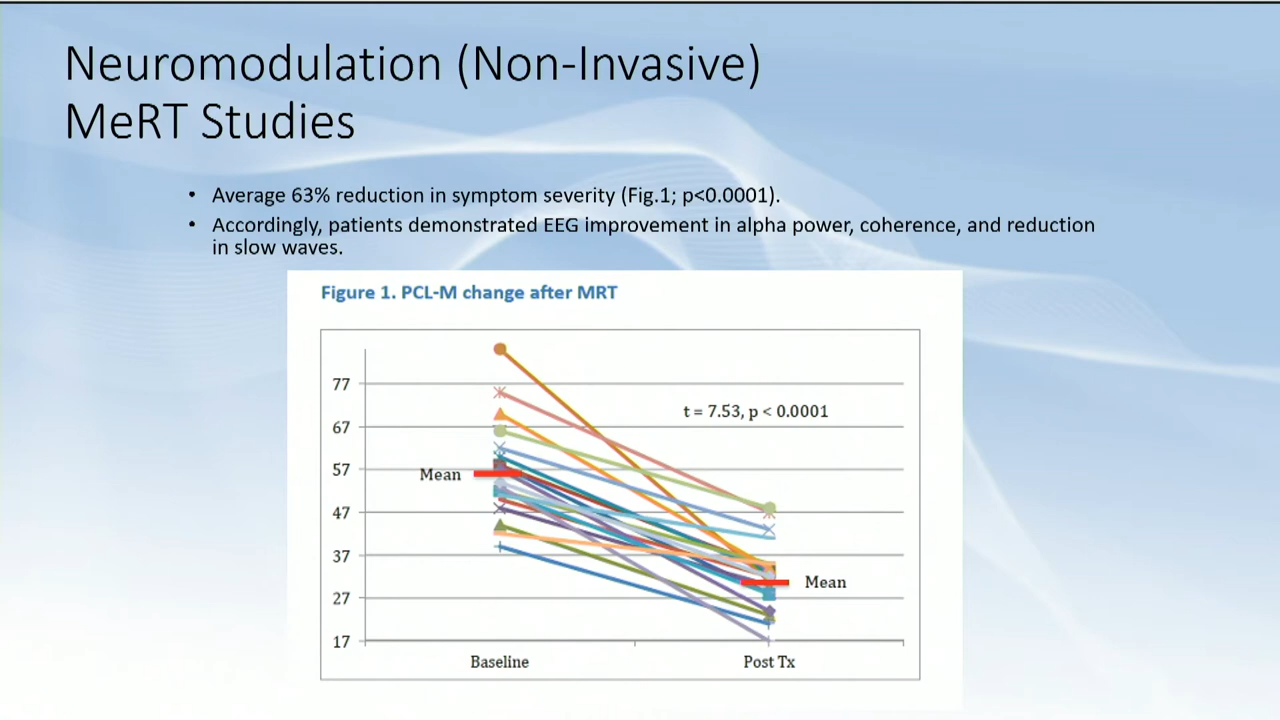 Neuromodulation (Non-Invasive)
MeRT Studies
• Average 63% reduction in symptom severity (Fig.1; p<0.0001).
• Accordingly, patients demonstrated EEG improvement in alpha power, coherence, and reduction
in slow waves.
Figure 1. PCL-M change after MRT
77
67
57
47
37
27
17
t = 7.53, p < 0.0001
Mean
Mean
Baseline
Post Tx